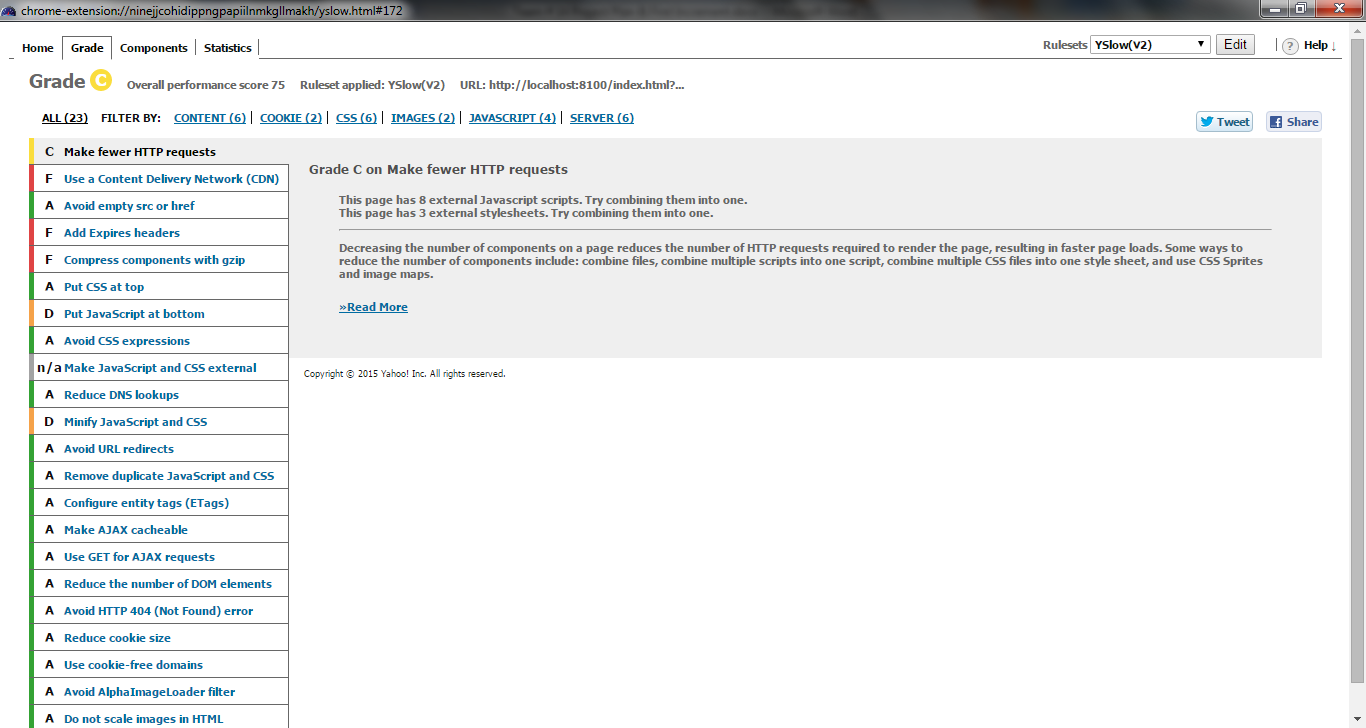 chrome-extension://ninejjcohidippngpapiilnmkgllmakh/yslow.html#172
Home Grade Components Statistics Rulesets YSlow(V2) Edit ? Help ↓
Grade C Overall performance score 75 Ruleset applied: YSlow(V2) URL: http://localhost:8100/index.html?...
ALL (23) FILTER BY: CONTENT (6) | COOKIE (2) | CSS (6) | IMAGES (2) | JAVASCRIPT (4) | SERVER (6)
Tweet Share
C Make fewer HTTP requests
F Use a Content Delivery Network (CDN)
A Avoid empty src or href
F Add Expires headers
F Compress components with gzip
A Put CSS at top
D Put JavaScript at bottom
A Avoid CSS expressions
n/a Make JavaScript and CSS external
A Reduce DNS lookups
D Minify JavaScript and CSS
A Avoid URL redirects
A Remove duplicate JavaScript and CSS
A Configure entity tags (ETags)
A Make AJAX cacheable
A Use GET for AJAX requests
A Reduce the number of DOM elements
A Avoid HTTP 404 (Not Found) error
A Reduce cookie size
A Use cookie-free domains
A Avoid AlphaImageLoader filter
A Do not scale images in HTML
Grade C on Make fewer HTTP requests
This page has 8 external Javascript scripts. Try combining them into one.
This page has 3 external stylesheets. Try combining them into one.
Decreasing the number of components on a page reduces the number of HTTP requests required to render the page, resulting in faster page loads. Some ways to
reduce the number of components include: combine files, combine multiple scripts into one script, combine multiple CSS files into one style sheet, and use CSS Sprites
and image maps.
»Read More
Copyright © 2015 Yahoo! Inc. All rights reserved.